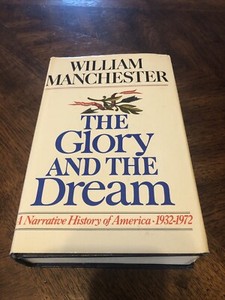 WILLIAM
MANCHESTER
THE
Glory
AND THE
Dream
A Narrative History of America·1932-1972